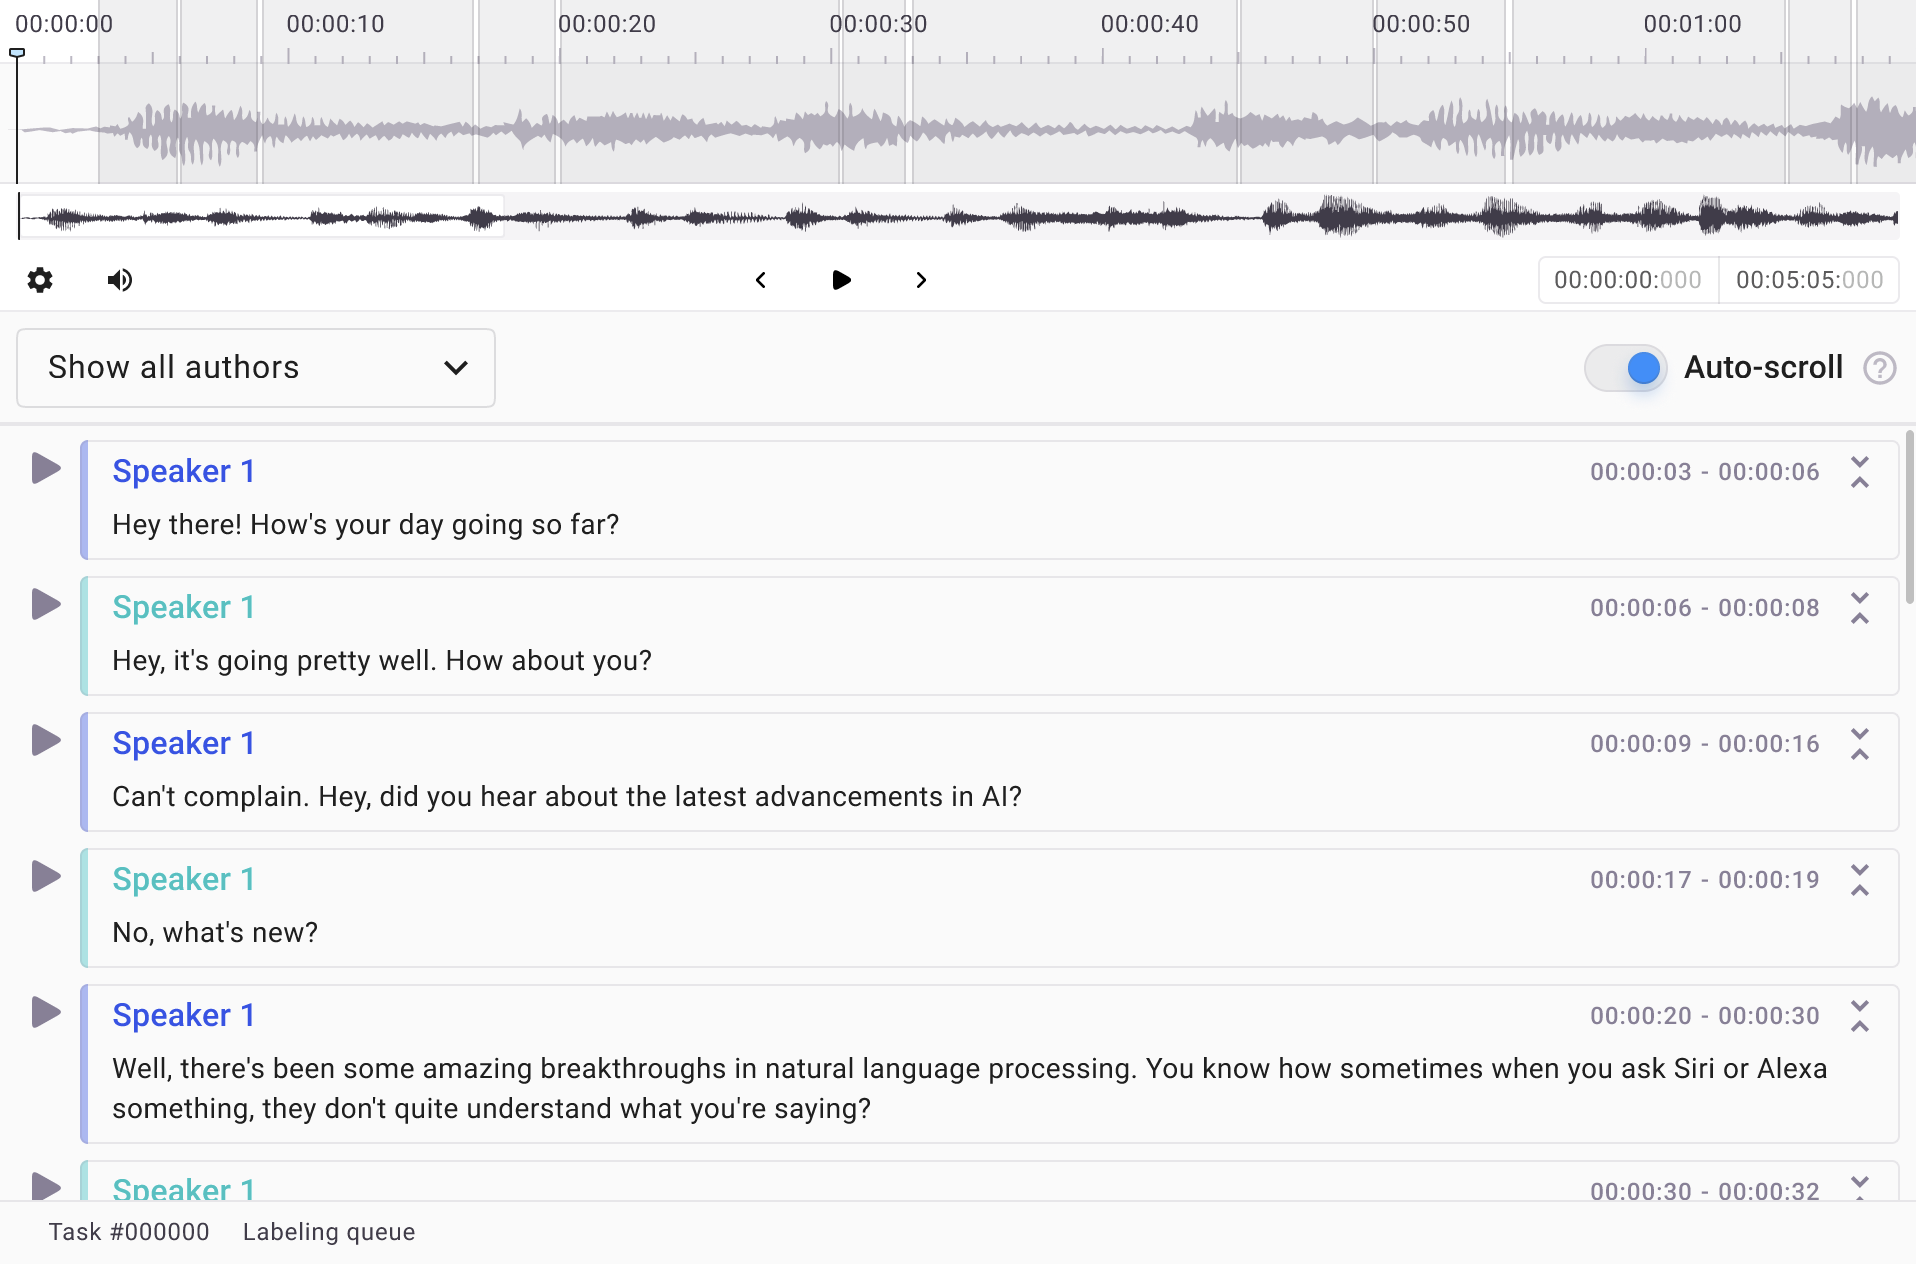 00:00:00 00:00:10 00:00:20 00:00:30 00:00:40 00:00:50 00:01:00
00:00:00:000 00:05:05:000
Show all authors Auto-scroll ?
Speaker 1 00:00:03 - 00:00:06
Hey there! How's your day going so far?
Speaker 1 00:00:06 - 00:00:08
Hey, it's going pretty well. How about you?
Speaker 1 00:00:09 - 00:00:16
Can't complain. Hey, did you hear about the latest advancements in AI?
Speaker 1 00:00:17 - 00:00:19
No, what's new?
Speaker 1 00:00:20 - 00:00:30
Well, there's been some amazing breakthroughs in natural language processing. You know how sometimes when you ask Siri or Alexa
something, they don't quite understand what you're saying?
Speaker 1 00:00:30 - 00:00:32
Task #000000 Labeling queue